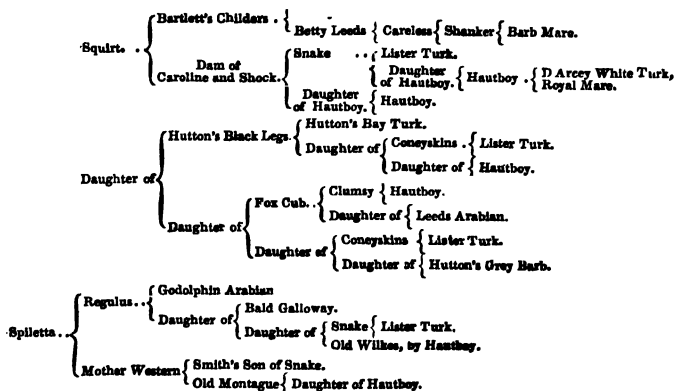 Bartlett's Childers .
Betty Leeds { Careless { Shanker { Barb Mare.
Squirt. .
Snake . . Lister Turk.
Dam of
Caroline and Shock.
Daughter
of Hautboy. { Hautboy . { D Arcey White Turk,
Royal Mare.
Daughter
of Hautboy. { Hautboy.
Hutton's Bay Turk.
Hutton's Black Legs.
Daughter of { Coneyskins . { Lister Turk.
Daughter of { Hautboy.
Daughter of
Clumsy { Hautboy.
Fox Cub. .
Daughter of { Leeds Arabian.
Daughter of
Coneyskins { Lister Turk.
Daughter of
Daughter of { Hutton's Grey Barb.
Godolphin Arabian
Regulus . .
Bald Galloway.
Daughter of
Daughter of { Snake { Lister Turk.
Old Wilkes, by Hautboy.
Spiletta . .
Smith's Son of Snake.
Mother Western
Old Montague { Daughter of Hautboy.